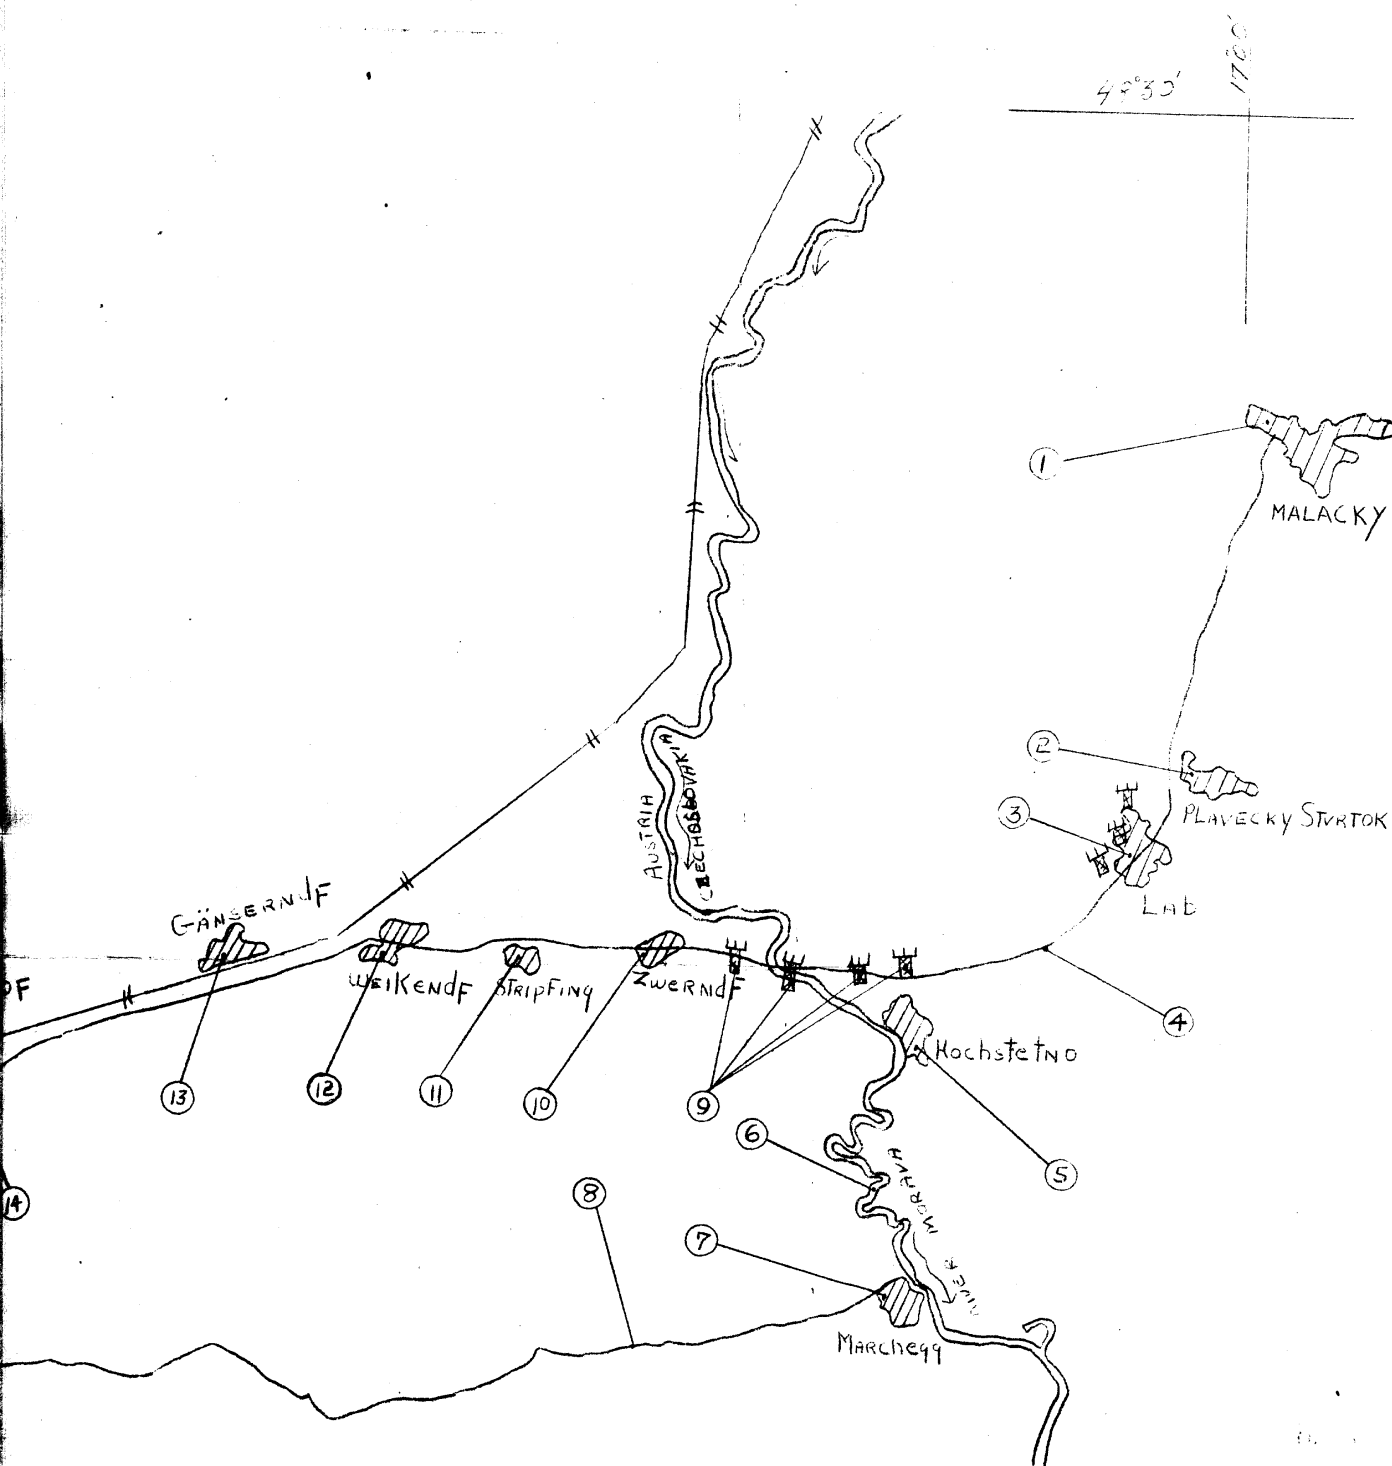 17°00'
49°30'
1
MALACKY
2
PLAVECKY STVRTOK
3
LAb
AUSTRIA
CZECHOSLOVAKIA
GÄNSERNdF
WEIKENdF
STRIPFING
ZWERNdF
F
4
HochsteTNO
13
12
11
10
9
6
5
RIVER MORAVA
14
8
7
MARChegg